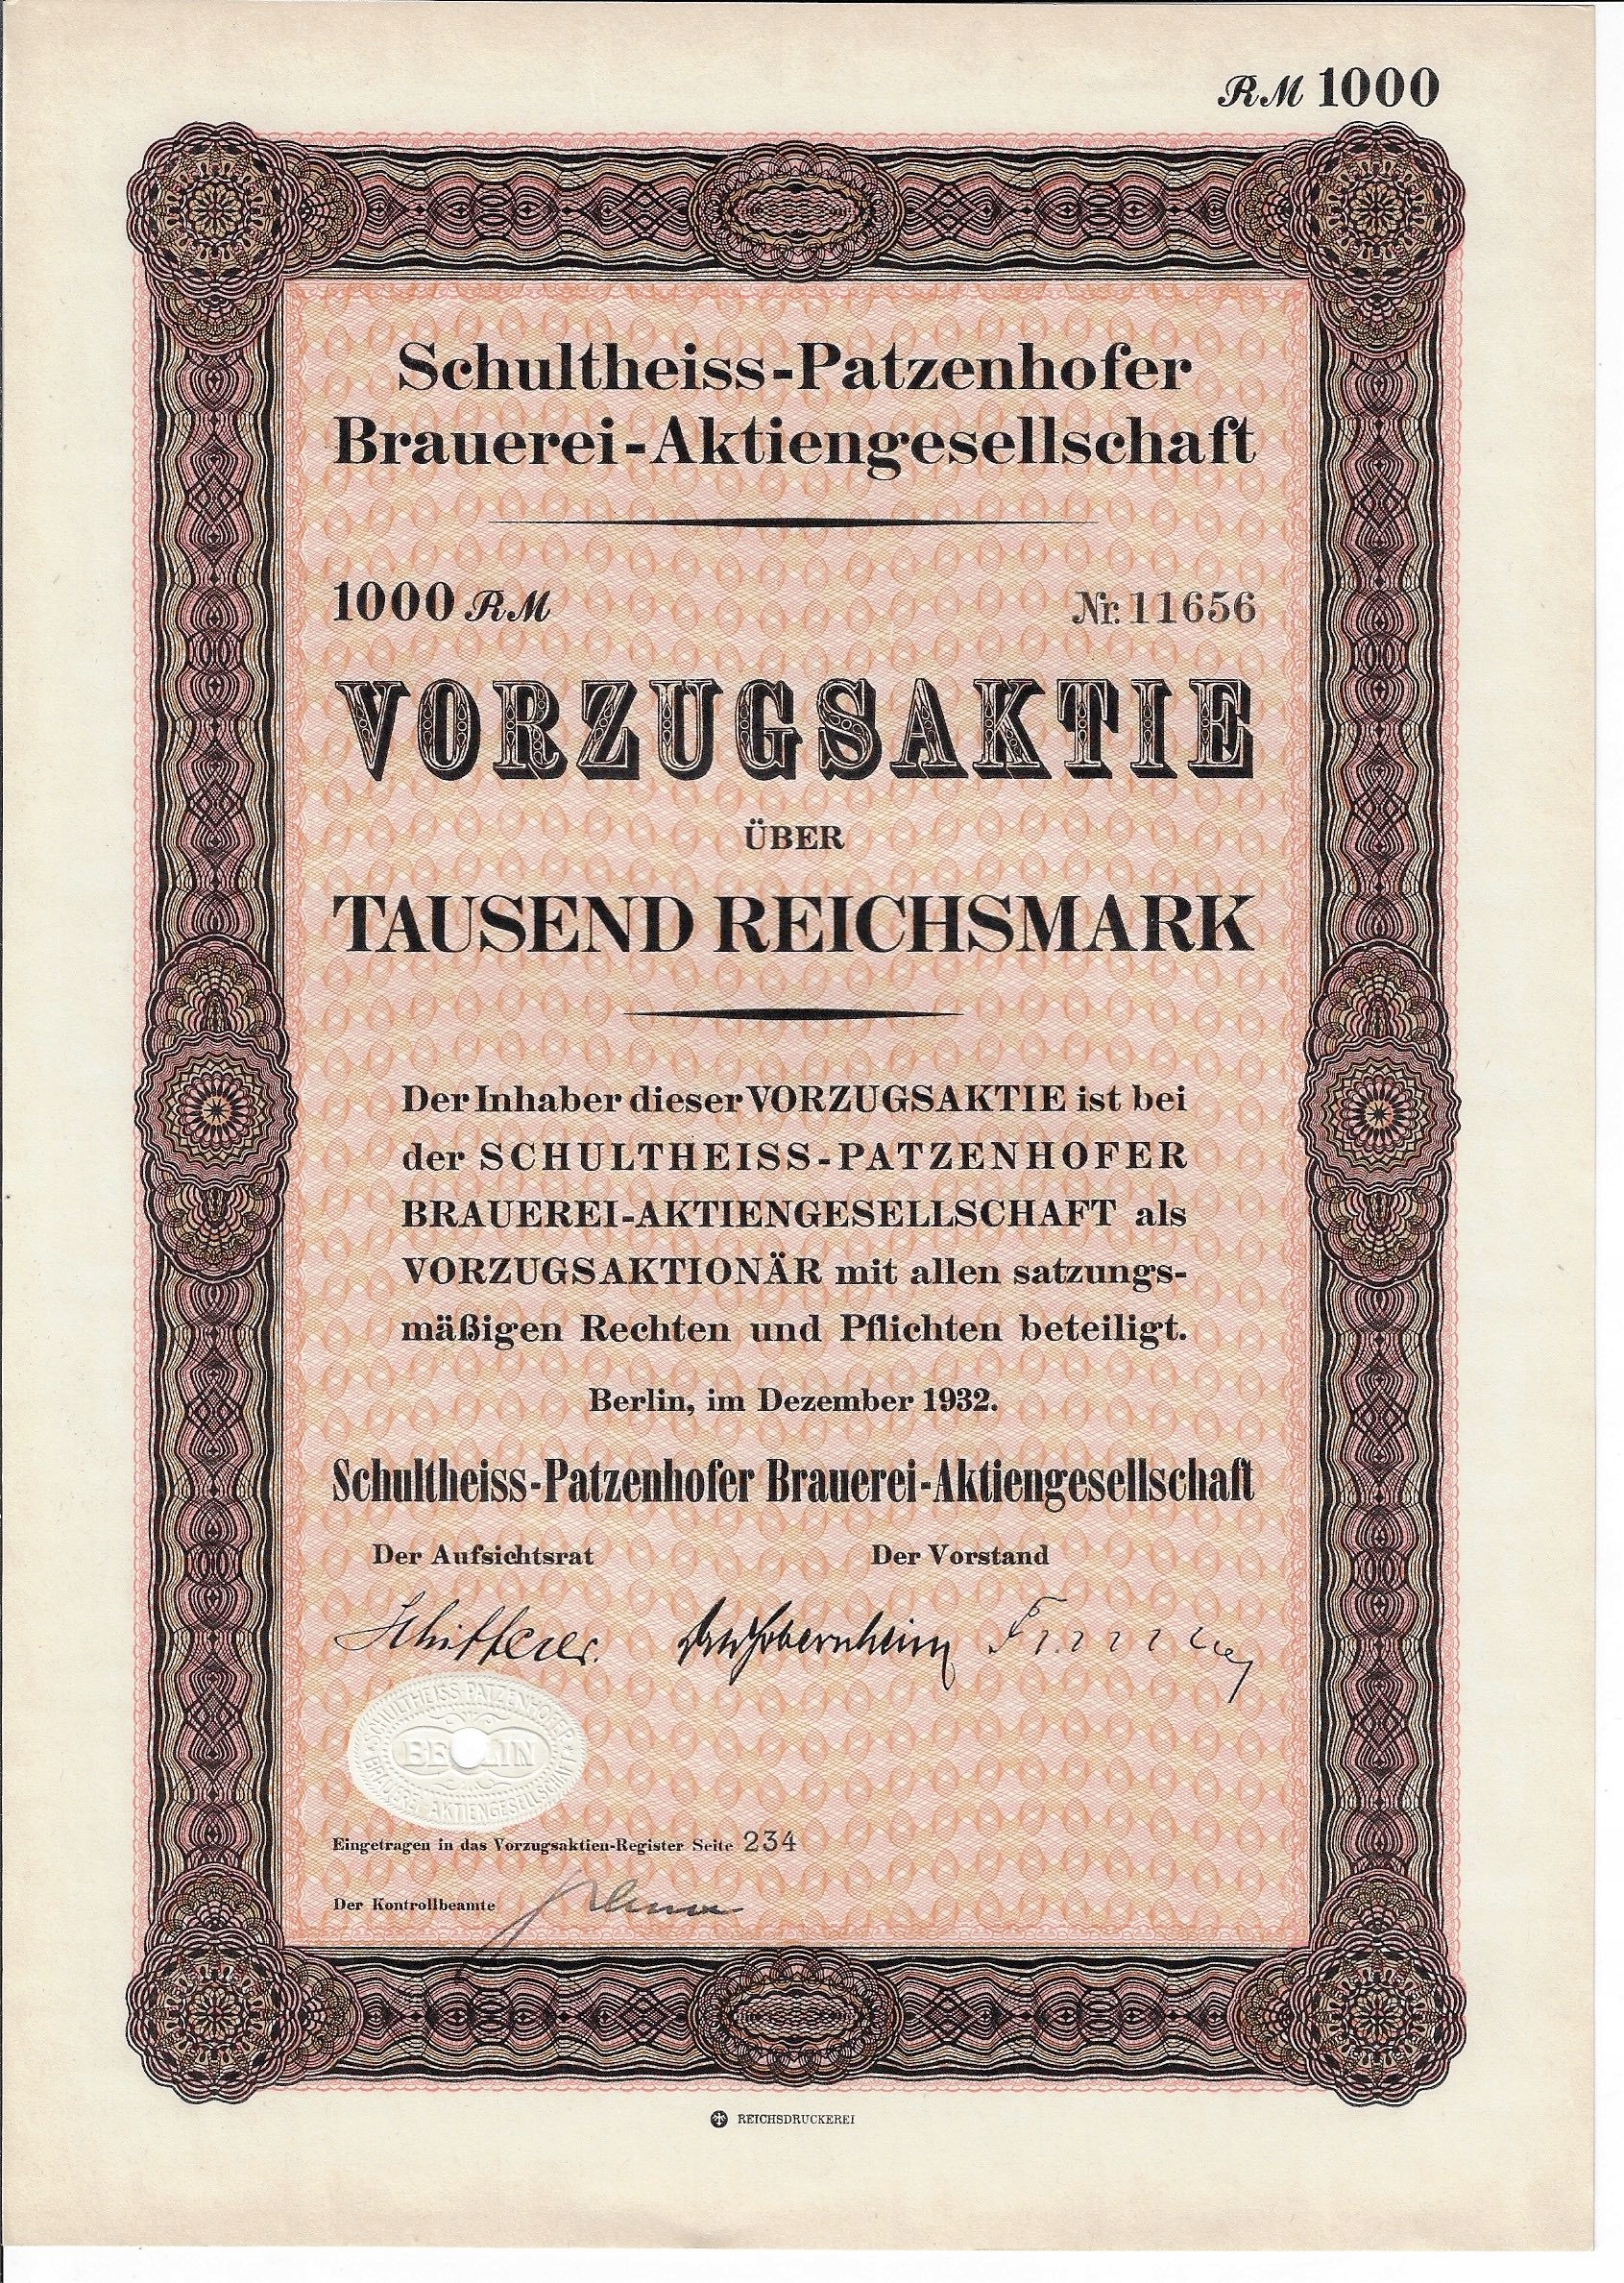 RM 1000
Schultheiss-Patzenhofer
Brauerei-Aktiengesellschaft
1000 RM Nr. 11656
VORZUGSAKTIE
ÜBER
TAUSEND REICHSMARK
Der Inhaber dieser VORZUGSAKTIE ist bei
der SCHULTHEISS-PATZENHOFER
BRAUEREI-AKTIENGESELLSCHAFT als
VORZUGSAKTIONÄR mit allen satzungs-
mäßigen Rechten und Pflichten beteiligt.
Berlin, im Dezember 1932.
Schultheiss-Patzenhofer Brauerei-Aktiengesellschaft
Der Aufsichtsrat Der Vorstand
SCHULTHEISS-PATZENHOFER
BRAUEREI AKTIENGESELLSCHAFT
Eingetragen in das Vorzugsaktien-Register Seite 234
Der Kontrollbeamte
REICHSDRUCKEREI